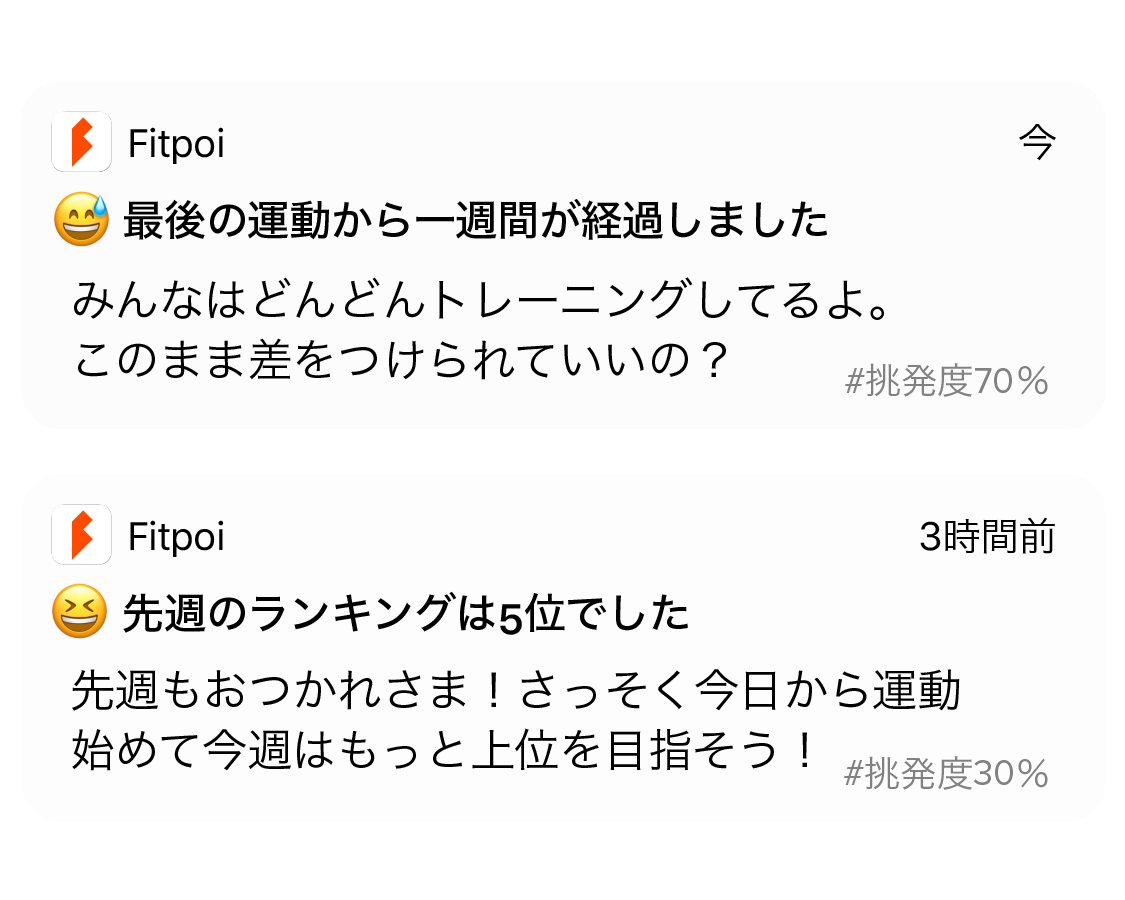 Fitpoi
今
😅 最後の運動から一週間が経過しました
みんなはどんどんトレーニングしてるよ。
このまま差をつけられていいの？
#挑発度70%
Fitpoi
3時間前
😆 先週のランキングは5位でした
先週もおつかれさま！さっそく今日から運動
始めて今週はもっと上位を目指そう！
#挑発度30%